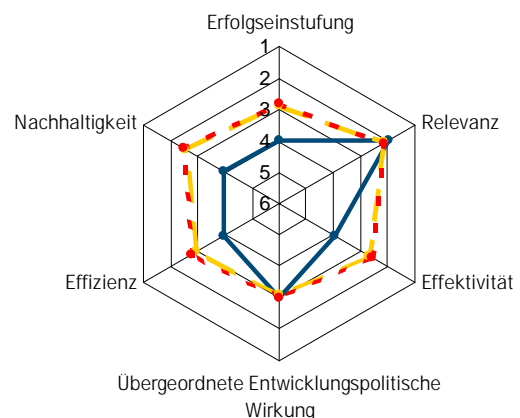 Erfolgseinstufung
1
2
3
4
5
6
Nachhaltigkeit
Relevanz
Effizienz
Effektivität
Übergeordnete Entwicklungspolitische
Wirkung